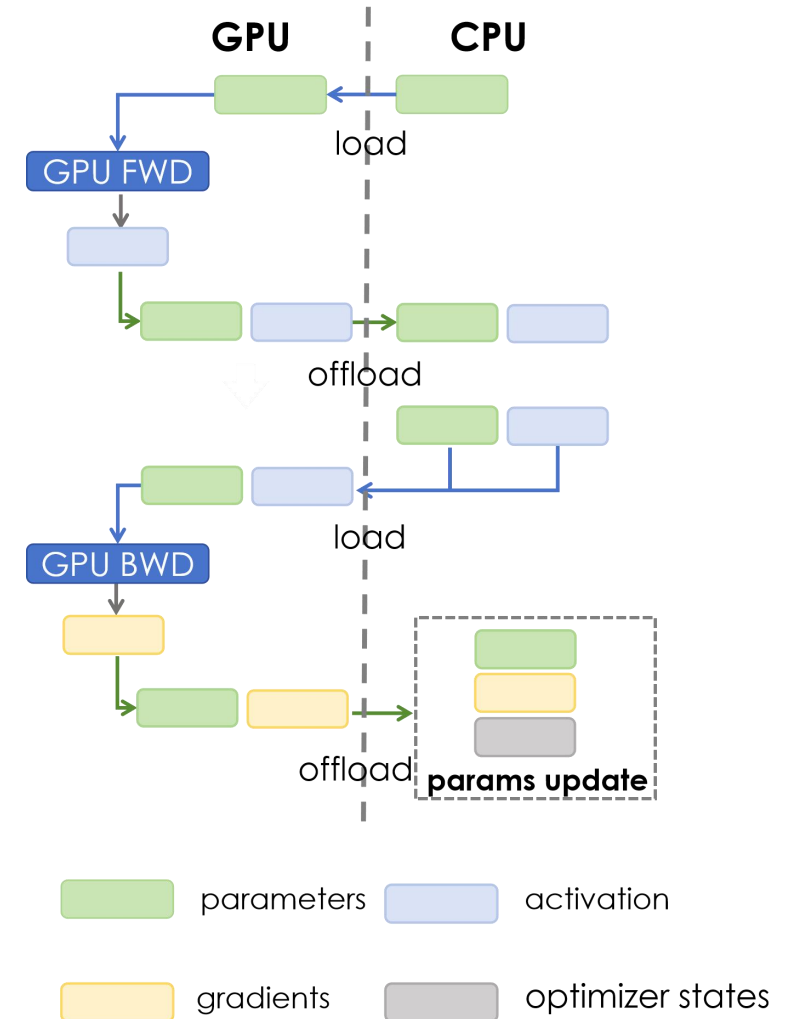 GPU
CPU
load
GPU FWD
offload
load
GPU BWD
offload
params update
parameters
activation
gradients
optimizer states